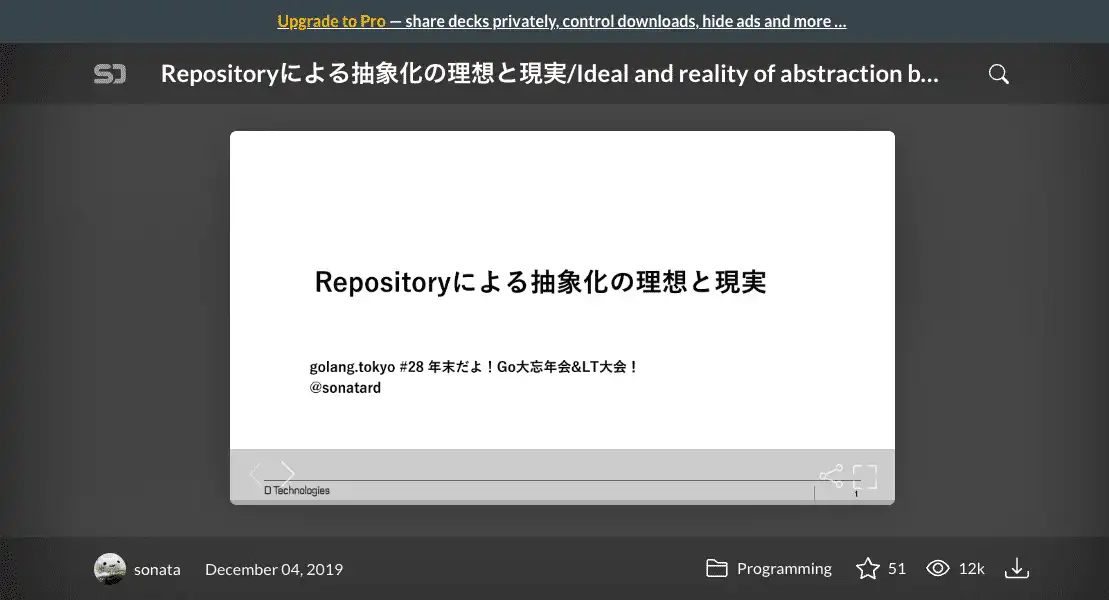 Upgrade to Pro — share decks privately, control downloads, hide ads and more …
SD Repositoryによる抽象化の理想と現実/Ideal and reality of abstraction b…
Repositoryによる抽象化の理想と現実
golang.tokyo #28 年末だよ！Go大忘年会&LT大会！
@sonatard
D Technologies
1
sonata December 04, 2019 Programming 51 12k